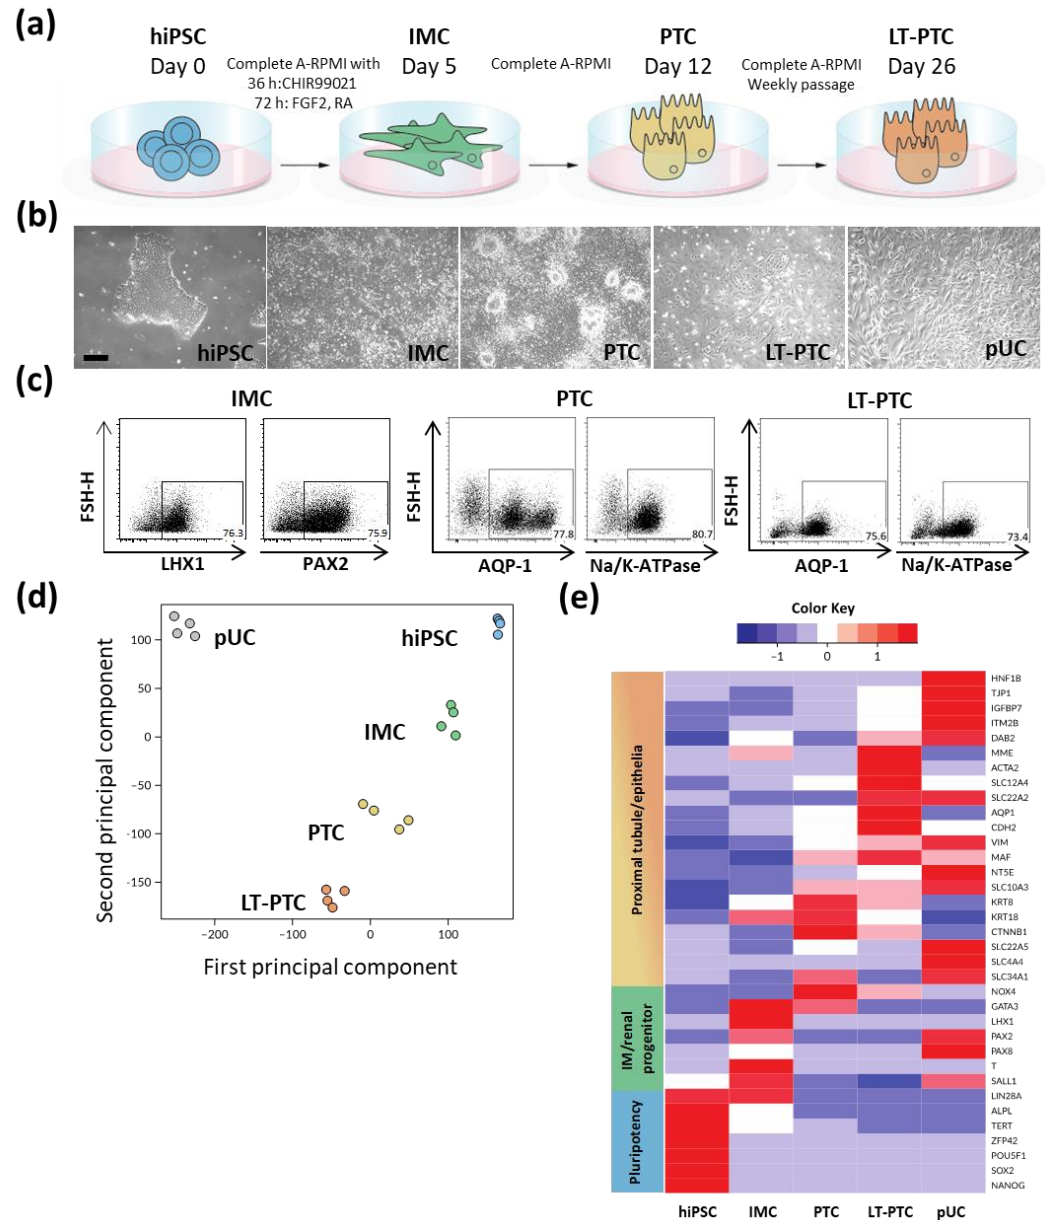 (a)
hiPSC
Day 0
Complete A-RPMI with
36 h:CHIR99021
72 h: FGF2, RA
IMC
Day 5
Complete A-RPMI
PTC
Day 12
Complete A-RPMI
Weekly passage
LT-PTC
Day 26
(b)
hiPSC
IMC
PTC
LT-PTC
pUC
(c)
IMC
PTC
LT-PTC
FSH-H
76.3
LHX1
75.9
PAX2
FSH-H
77.8
AQP-1
80.7
Na/K-ATPase
FSH-H
75.6
AQP-1
73.4
Na/K-ATPase
(d)
Second principal component
100
50
0
-50
-100
-150
pUC
hiPSC
IMC
PTC
LT-PTC
−200
−100
0
100
First principal component
(e)
Color Key
−1
0
1
Proximal tubule/epithelia
IM/renal
progenitor
Pluripotency
HNF1B
TJP1
IGFBP7
ITM2B
DAB2
MME
ACTA2
SLC12A4
SLC22A2
AQP1
CDH2
VIM
MAF
NT5E
SLC10A3
KRT8
KRT18
CTNNB1
SLC22A5
SLC4A4
SLC34A1
NOX4
GATA3
LHX1
PAX2
PAX8
T
SALL1
LIN28A
ALPL
TERT
ZFP42
POU5F1
SOX2
NANOG
hiPSC
IMC
PTC
LT-PTC
pUC